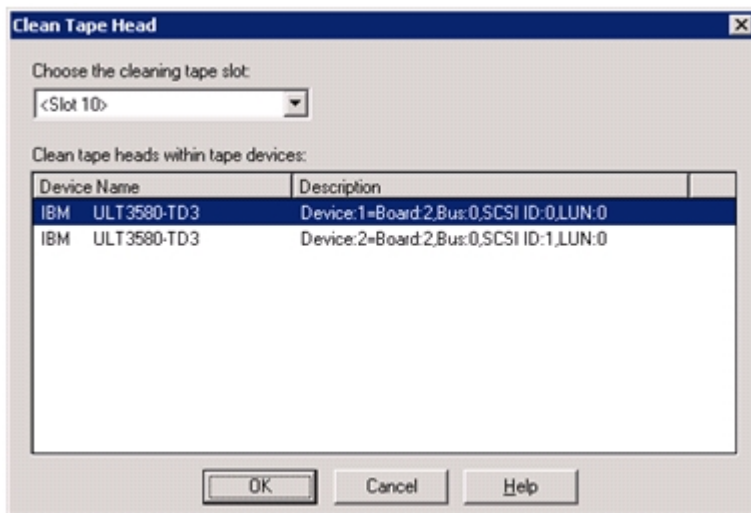 Clean Tape Head
Choose the cleaning tape slot:
<Slot 10>
Clean tape heads within tape devices:
Device Name Description
IBM ULT3580-TD3 Device:1=Board:2,Bus:0,SCSI ID:0,LUN:0
IBM ULT3580-TD3 Device:2=Board:2,Bus:0,SCSI ID:1,LUN:0
OK Cancel Help